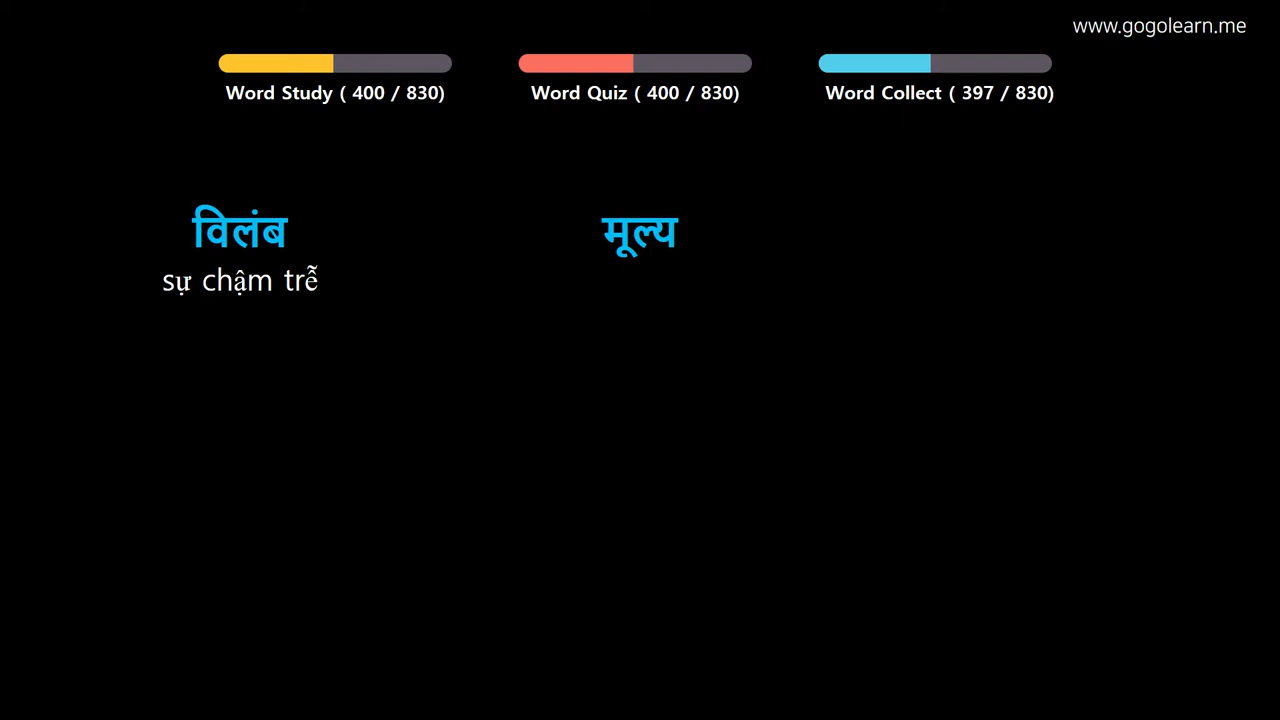 www.gogolearn.me
Word Study ( 400 / 830)
Word Quiz ( 400 / 830)
Word Collect ( 397 / 830)
विलंब
sự chậm trễ
मूल्य